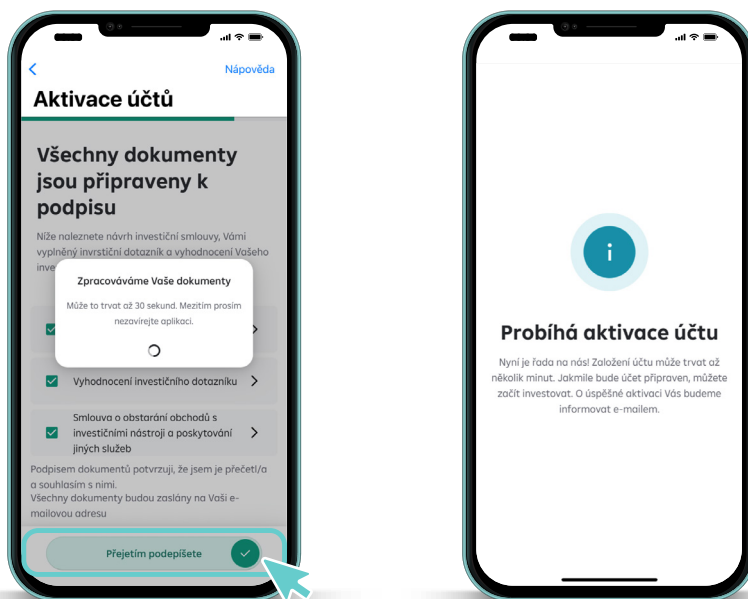 Nápověda
Aktivace účtů
Všechny dokumenty
jsou připraveny k
podpisu
Níže naleznete návrh investiční smlouvy, Vámi
vyplněný invrstiční dotazník a vyhodnocení Vašeho
inve
Zpracováváme Vaše dokumenty
Může to trvat až 30 sekund. Mezitím prosím
nezavírejte aplikaci.
Vyhodnocení investičního dotazníku
Smlouva o obstarání obchodů s
investičními nástroji a poskytování
jiných služeb
Podpisem dokumentů potvrzuji, že jsem je přečetl/a
a souhlasím s nimi.
Všechny dokumenty budou zaslány na Vaši e-
mailovou adresu
Přejetím podepíšete
i
Probíhá aktivace účtu
Nyní je řada na nás! Založení účtu může trvat až
několik minut. Jakmile bude účet připraven, můžete
začít investovat. O úspěšné aktivaci Vás budeme
informovat e-mailem.